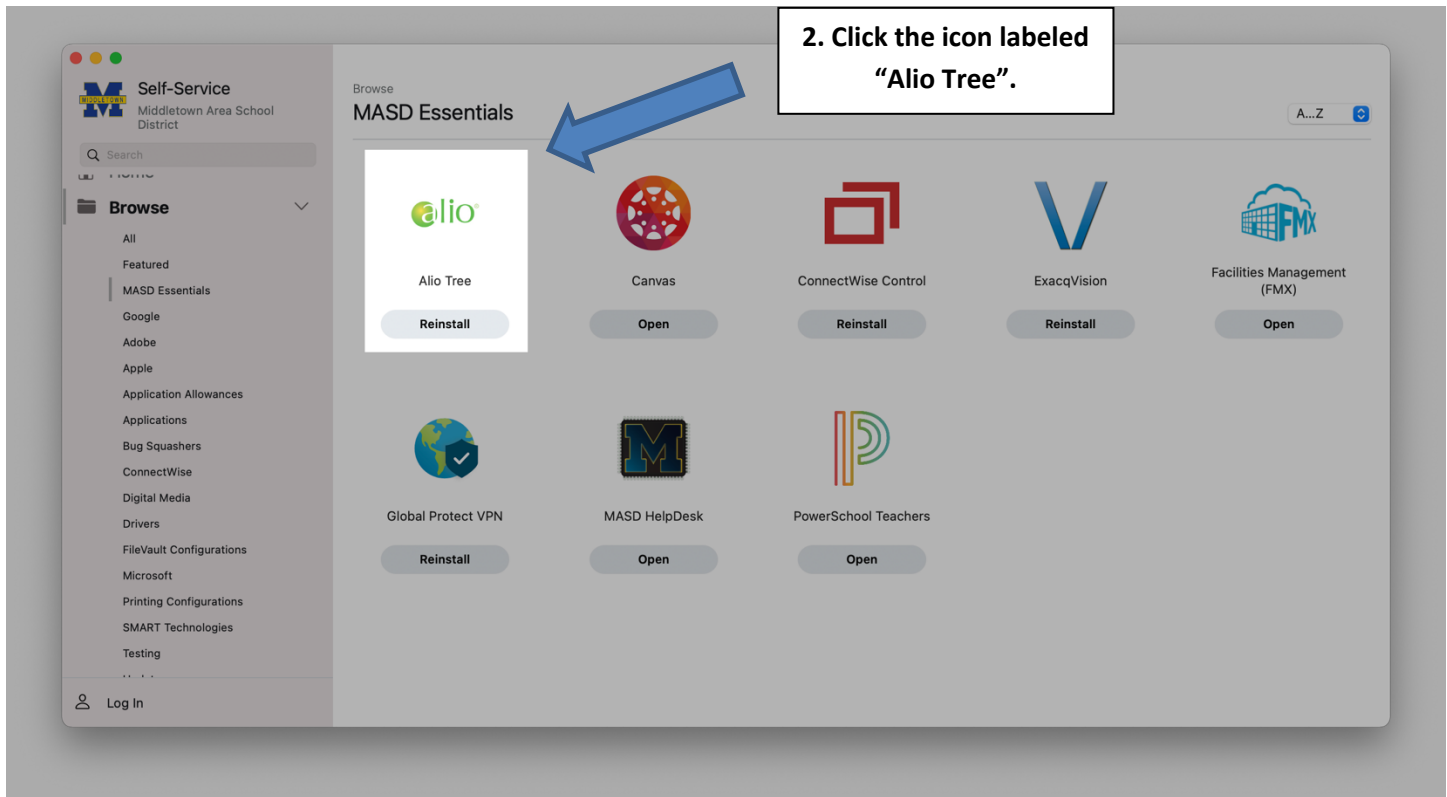 2. Click the icon labeled
“Alio Tree”.
MIDDLETOWN
Self-Service
Middletown Area School
District
Search
Home
Browse
All
Featured
MASD Essentials
Google
Adobe
Apple
Application Allowances
Applications
Bug Squashers
ConnectWise
Digital Media
Drivers
FileVault Configurations
Microsoft
Printing Configurations
SMART Technologies
Testing
Log In
Browse
MASD Essentials
A...Z
alio
Alio Tree
Reinstall
Canvas
Open
ConnectWise Control
Reinstall
ExacqVision
Reinstall
FMX
Facilities Management
(FMX)
Open
Global Protect VPN
Reinstall
M
MASD HelpDesk
Open
PowerSchool Teachers
Open